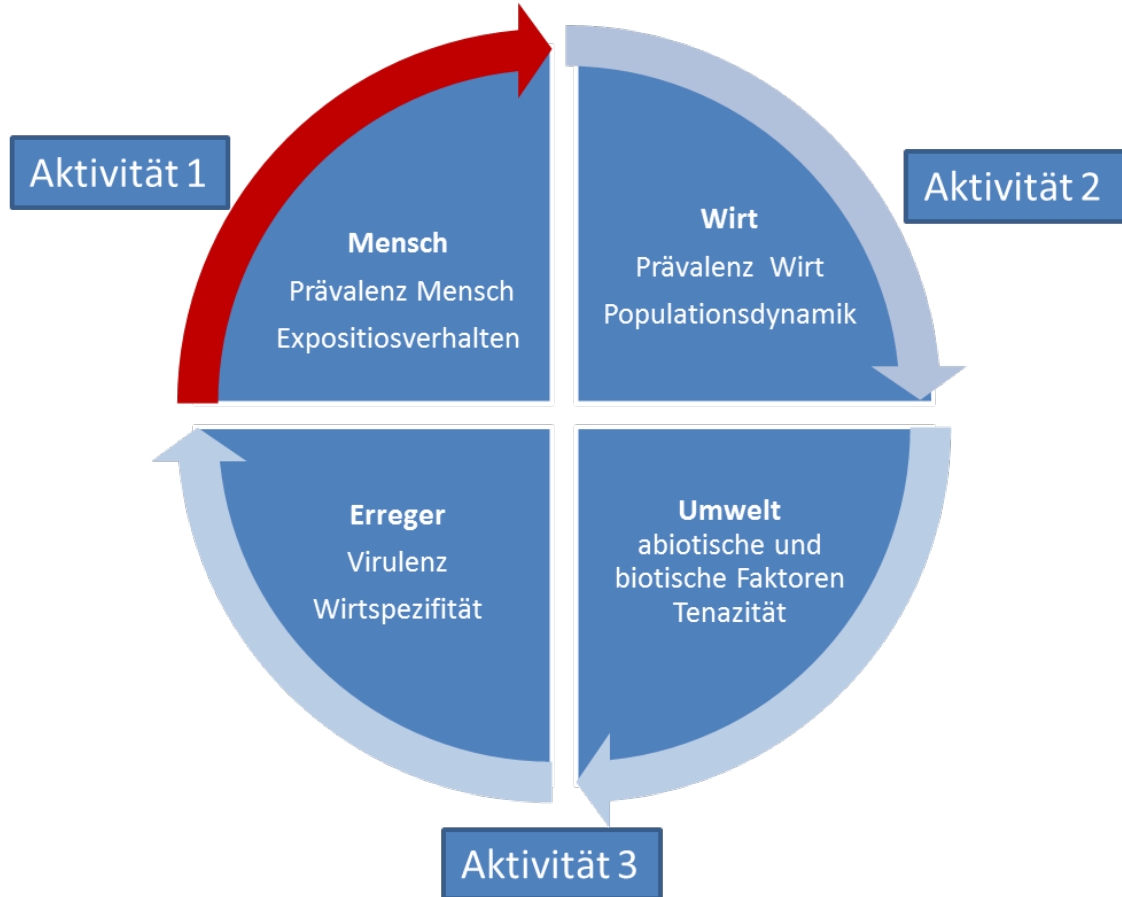 Aktivität 1
Mensch
Prävalenz Mensch
Expositiosverhalten
Wirt
Prävalenz Wirt
Populationsdynamik
Aktivität 2
Erreger
Virulenz
Wirtspezifität
Umwelt
abiotische und
biotische Faktoren
Tenazität
Aktivität 3